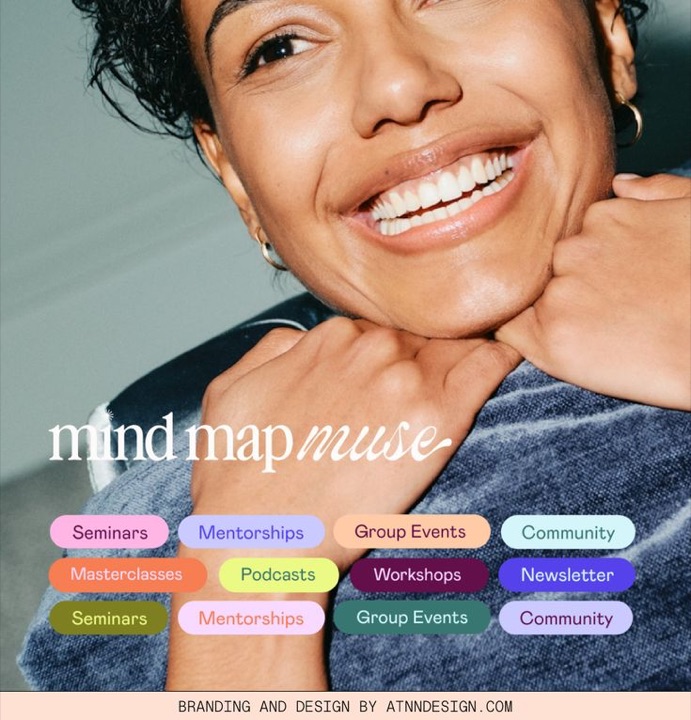 mind map muse
Seminars Mentorships Group Events Community
Masterclasses Podcasts Workshops Newsletter
Seminars Mentorships Group Events Community
BRANDING AND DESIGN BY ATNNDESIGN.COM